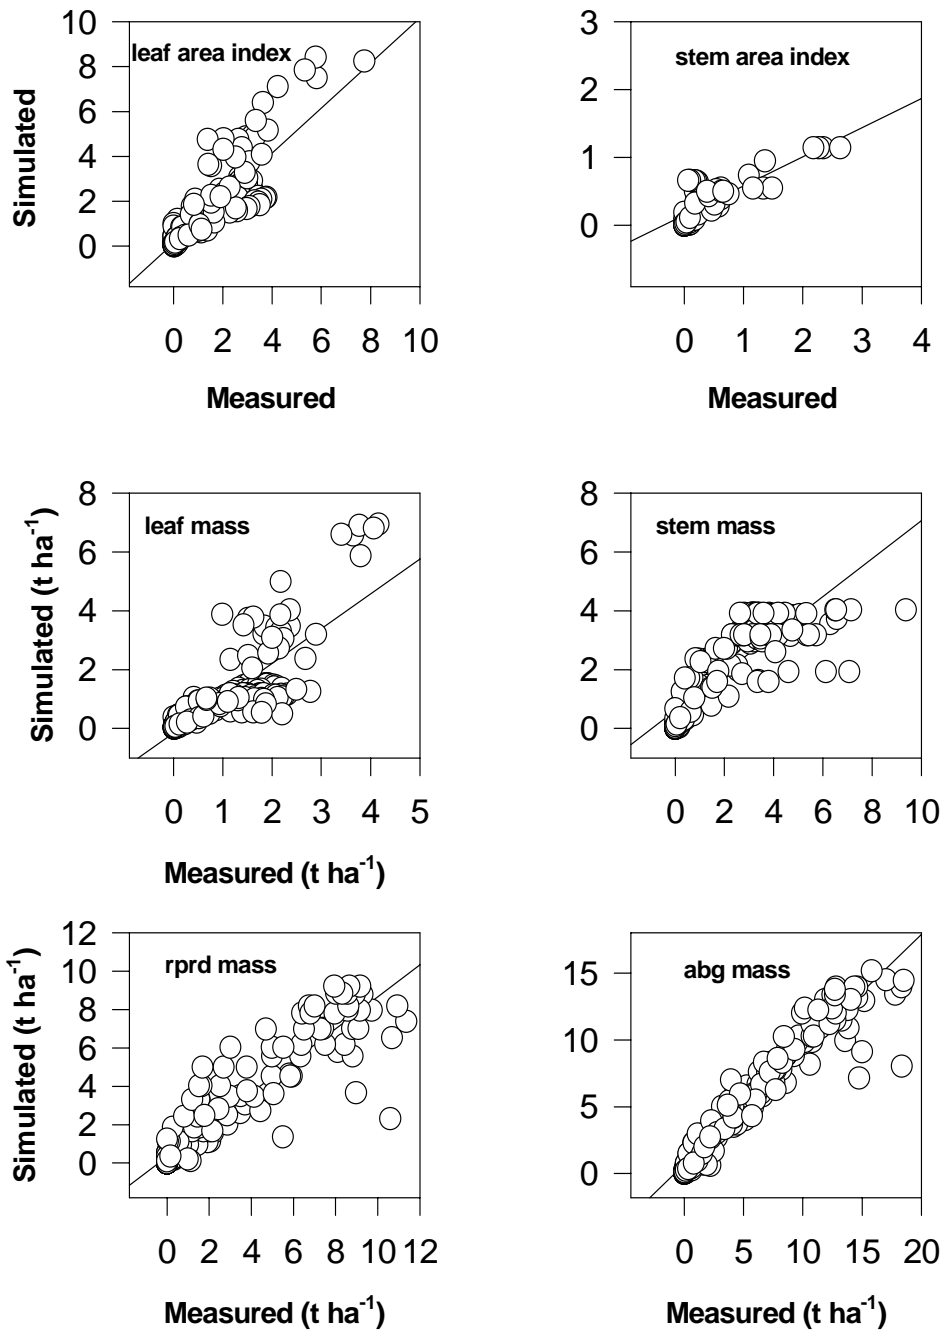 leaf area index
Simulated
10
8
6
4
2
0
0 2 4 6 8 10
Measured
stem area index
3
2
1
0
0 1 2 3 4
Measured
leaf mass
Simulated (t ha-1)
8
6
4
2
0
0 1 2 3 4 5
Measured (t ha-1)
stem mass
8
6
4
2
0
0 2 4 6 8 10
rprd mass
Simulated (t ha-1)
12
10
8
6
4
2
0
0 2 4 6 8 10 12
Measured (t ha-1)
abg mass
15
10
5
0
0 5 10 15 20
Measured (t ha-1)